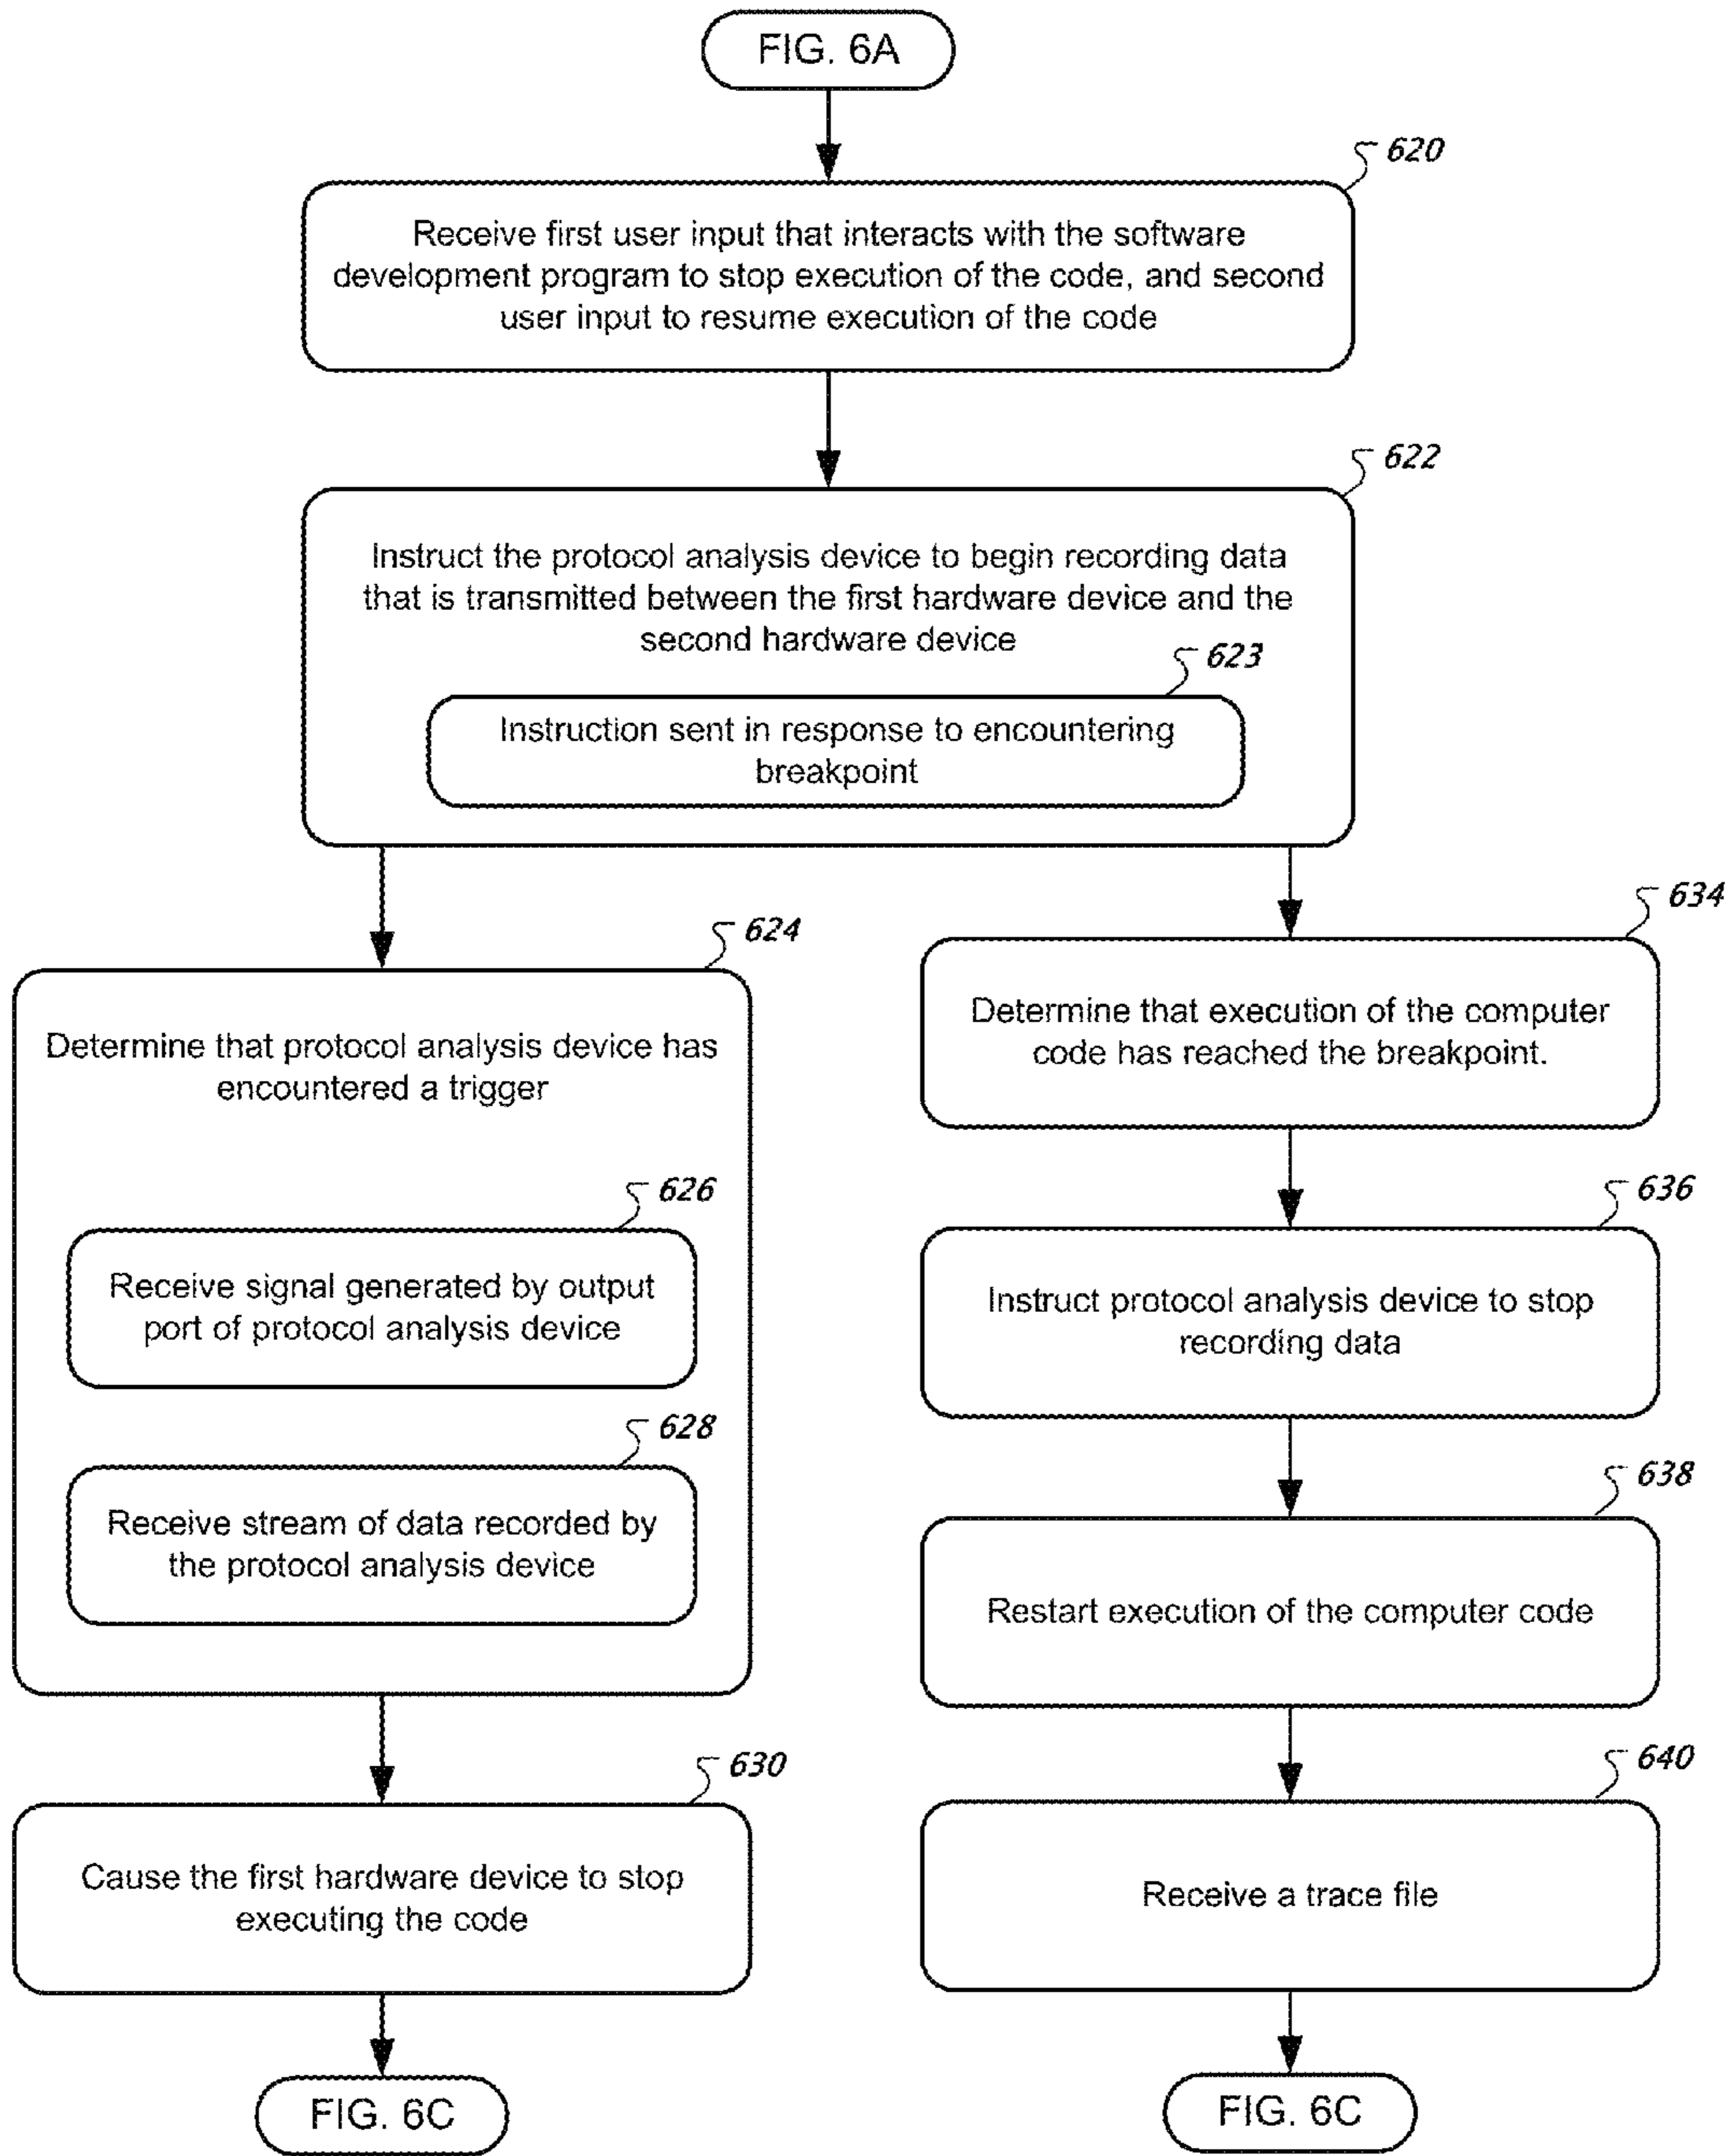 FIG. 6A
620
Receive first user input that interacts with the software
development program to stop execution of the code, and second
user input to resume execution of the code
622
Instruct the protocol analysis device to begin recording data
that is transmitted between the first hardware device and the
second hardware device
623
Instruction sent in response to encountering
breakpoint
624
Determine that protocol analysis device has
encountered a trigger
626
Receive signal generated by output
port of protocol analysis device
628
Receive stream of data recorded by
the protocol analysis device
630
Cause the first hardware device to stop
executing the code
FIG. 6C
634
Determine that execution of the computer
code has reached the breakpoint.
636
Instruct protocol analysis device to stop
recording data
638
Restart execution of the computer code
640
Receive a trace file
FIG. 6C